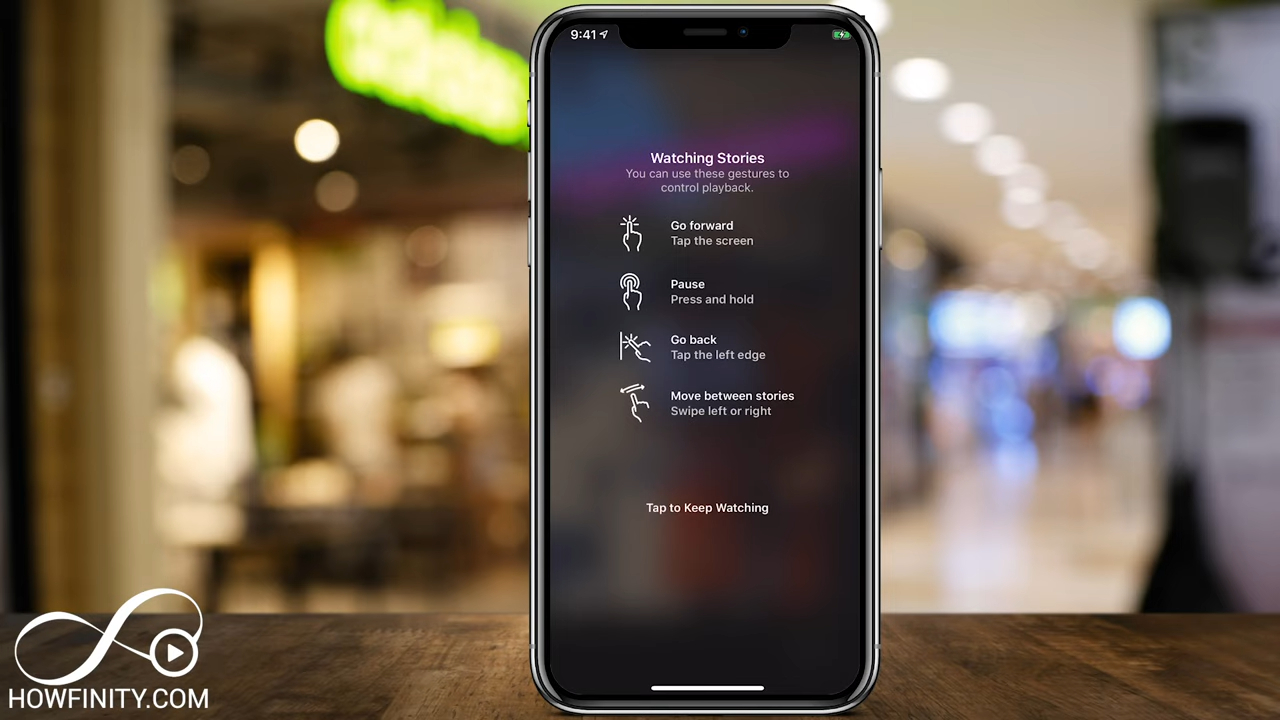 9:41
Watching Stories
You can use these gestures to
control playback.
Go forward
Tap the screen
Pause
Press and hold
Go back
Tap the left edge
Move between stories
Swipe left or right
Tap to Keep Watching
HOWFINITY.COM